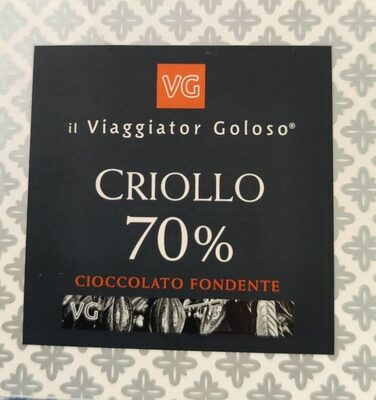 VG
il Viaggiator Goloso®
CRIOLLO
70%
CIOCCOLATO FONDENTE
VG